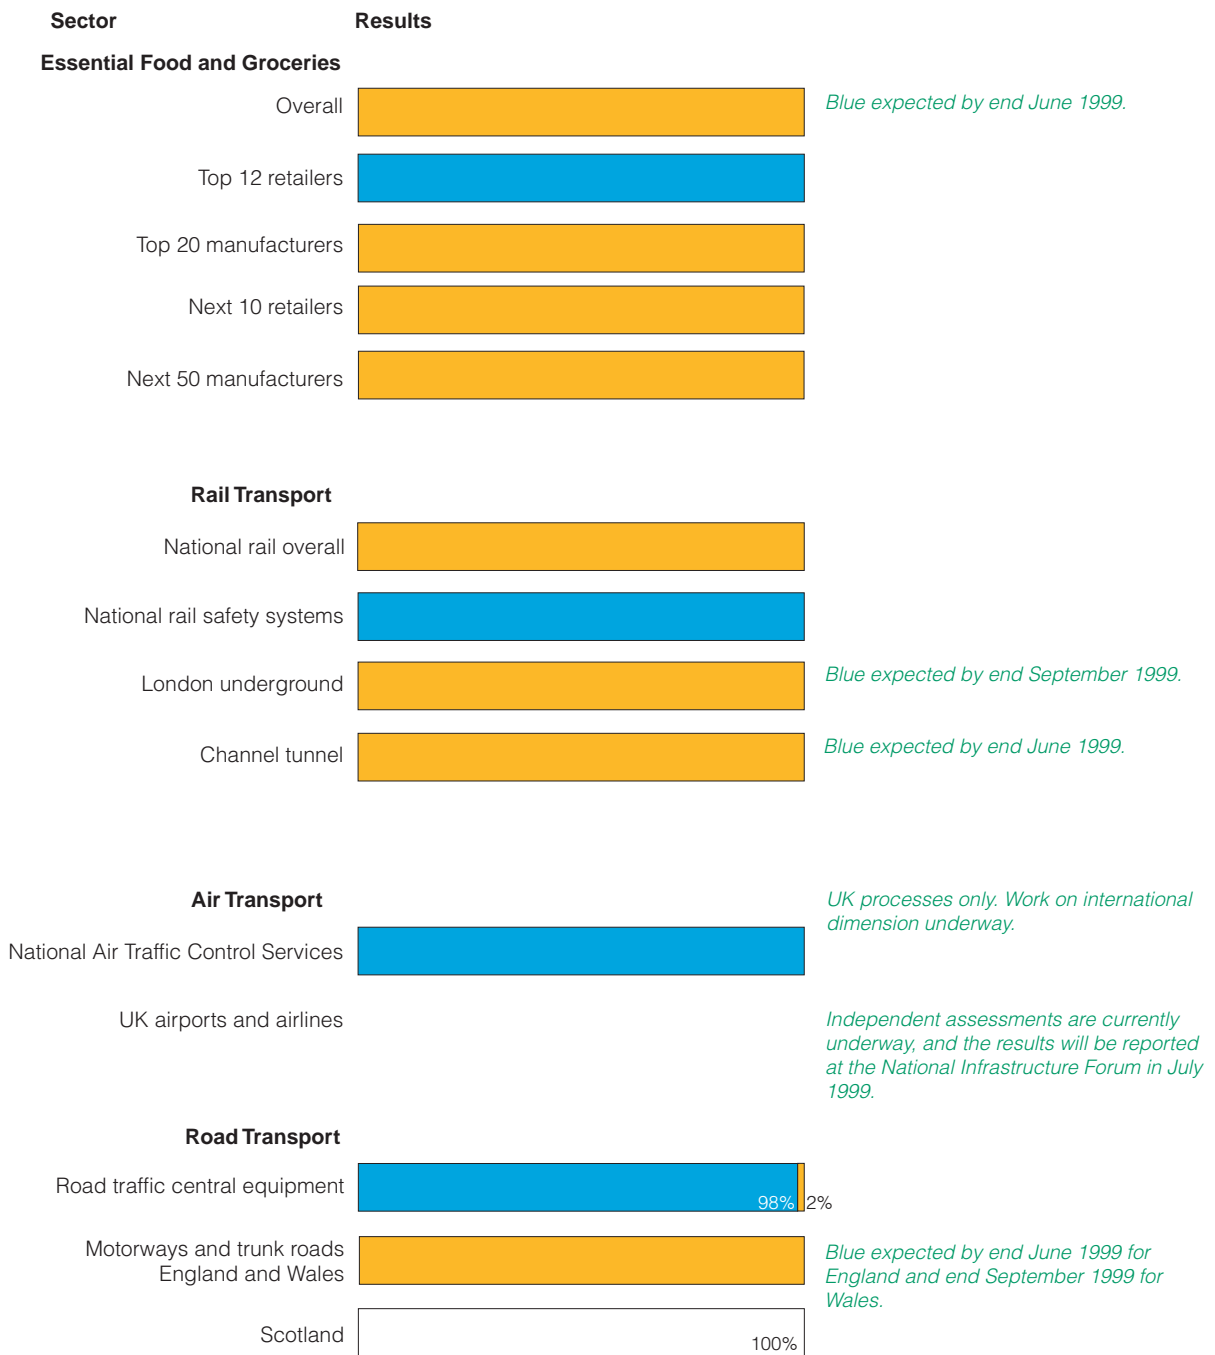 Sector Results
Essential Food and Groceries
Overall
Blue expected by end June 1999.
Top 12 retailers
Top 20 manufacturers
Next 10 retailers
Next 50 manufacturers
Rail Transport
National rail overall
National rail safety systems
London underground
Blue expected by end September 1999.
Channel tunnel
Blue expected by end June 1999.
Air Transport
National Air Traffic Control Services
UK processes only. Work on international
dimension underway.
UK airports and airlines
Independent assessments are currently
underway, and the results will be reported
at the National Infrastructure Forum in July
1999.
Road Transport
Road traffic central equipment
98% 2%
Motorways and trunk roads
England and Wales
Blue expected by end June 1999 for
England and end September 1999 for
Wales.
Scotland
100%